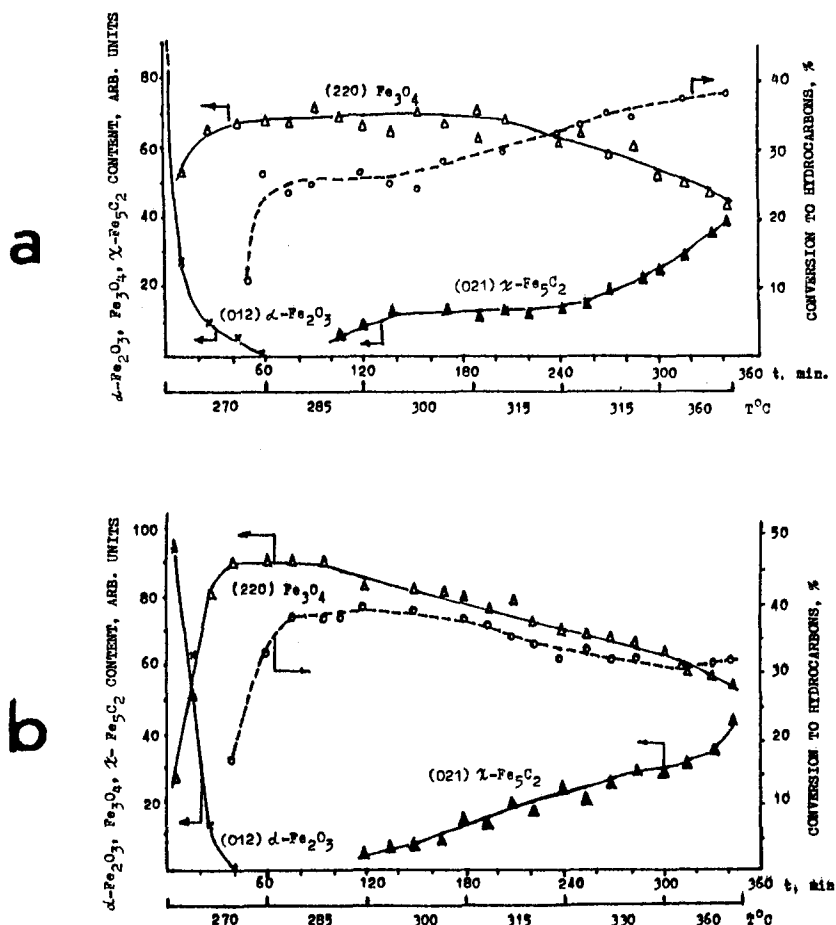 a
α-Fe2O3, Fe3O4, χ-Fe5C2 CONTENT, ARB. UNITS
80
60
40
20
(220) Fe3O4
(012) α-Fe2O3
(021) χ-Fe5C2
40
30
20
10
CONVERSION TO HYDROCARBONS, %
60 120 180 240 300 360 t, min.
270 285 300 315 315 360 T°C
b
α-Fe2O3, Fe3O4, χ- Fe5C2 CONTENT, ARB. UNITS
100
80
60
40
20
(220) Fe3O4
(021) χ-Fe5C2
(012) α-Fe2O3
50
40
30
20
10
CONVERSION TO HYDROCARBONS, %
60 120 180 240 300 360 t, min
270 285 300 315 330 360 T°C